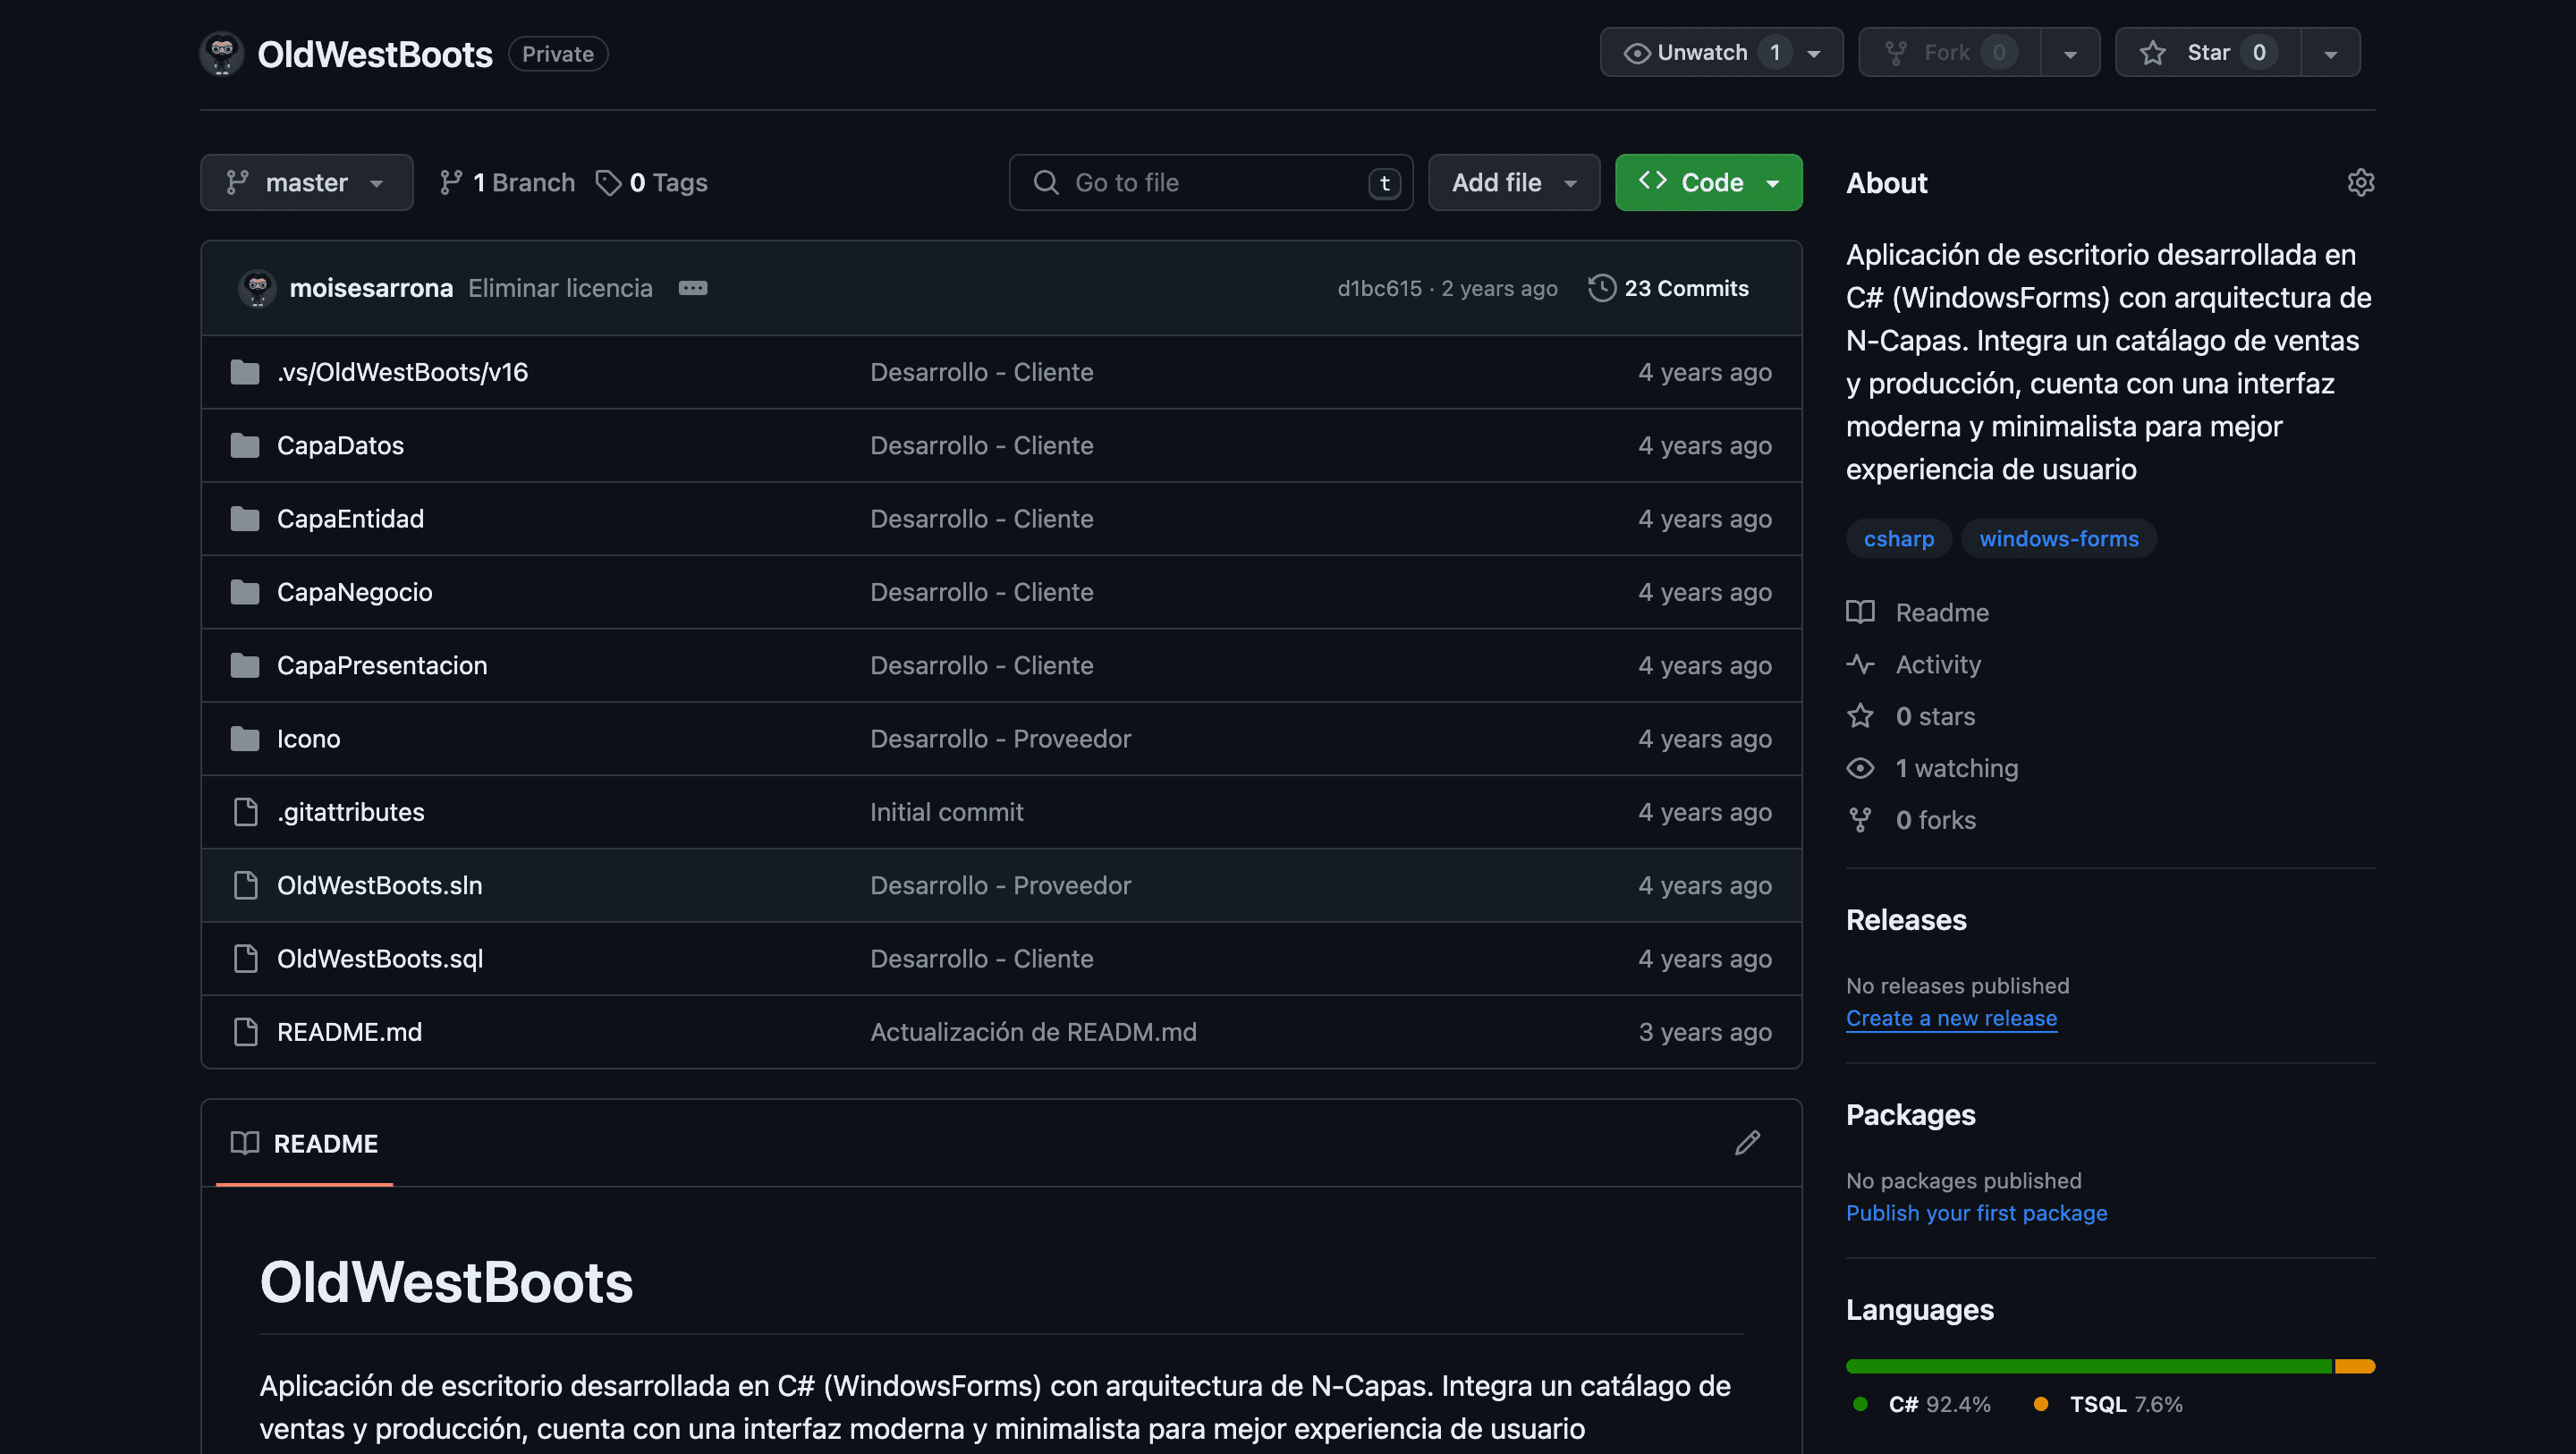 OldWestBoots Private
Unwatch 1 Fork 0 Star 0
master 1 Branch 0 Tags Go to file t Add file Code
moisesarrona Eliminar licencia d1bc615 · 2 years ago 23 Commits
.vs/OldWestBoots/v16 Desarrollo - Cliente 4 years ago
CapaDatos Desarrollo - Cliente 4 years ago
CapaEntidad Desarrollo - Cliente 4 years ago
CapaNegocio Desarrollo - Cliente 4 years ago
CapaPresentacion Desarrollo - Cliente 4 years ago
Icono Desarrollo - Proveedor 4 years ago
.gitattributes Initial commit 4 years ago
OldWestBoots.sln Desarrollo - Proveedor 4 years ago
OldWestBoots.sql Desarrollo - Cliente 4 years ago
README.md Actualización de READM.md 3 years ago
README
OldWestBoots
Aplicación de escritorio desarrollada en C# (WindowsForms) con arquitectura de N-Capas. Integra un catálago de
ventas y producción, cuenta con una interfaz moderna y minimalista para mejor experiencia de usuario
About
Aplicación de escritorio desarrollada en
C# (WindowsForms) con arquitectura de
N-Capas. Integra un catálago de ventas
y producción, cuenta con una interfaz
moderna y minimalista para mejor
experiencia de usuario
csharp windows-forms
Readme
Activity
0 stars
1 watching
0 forks
Releases
No releases published
Create a new release
Packages
No packages published
Publish your first package
Languages
C# 92.4% TSQL 7.6%